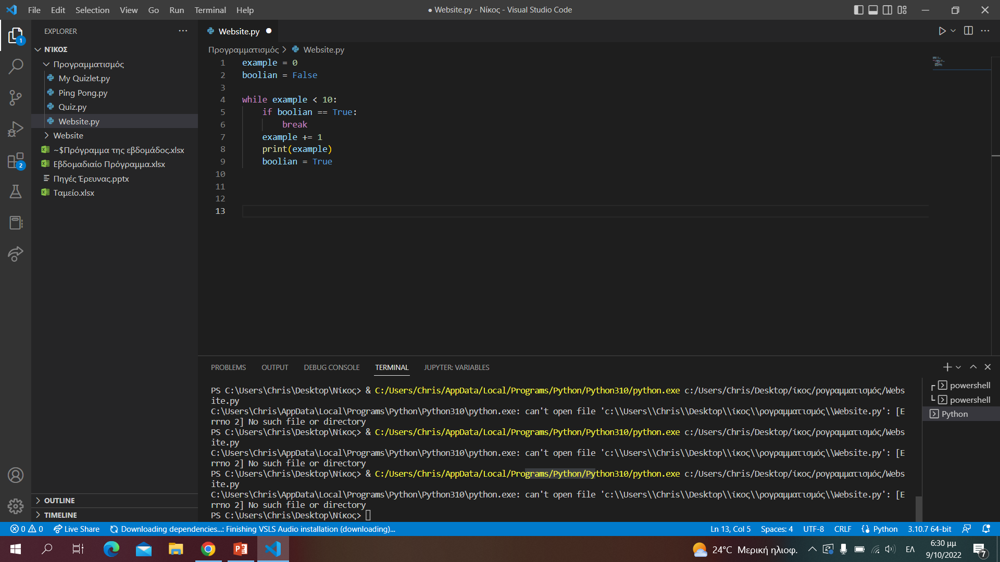 File Edit Selection View Go Run Terminal Help
● Website.py - Νίκος - Visual Studio Code
EXPLORER
ΝΊΚΟΣ
Προγραμματισμός
My Quizlet.py
Ping Pong.py
Quiz.py
Website.py
Website
~$Πρόγραμμα της εβδομάδος.xlsx
Εβδομαδιαίο Πρόγραμμα.xlsx
Πηγές Έρευνας.pptx
Ταμείο.xlsx
OUTLINE
TIMELINE
1
2
Website.py
Προγραμματισμός > Website.py
1 example = 0
2 boolian = False
3
4 while example < 10:
5 if boolian == True:
6 break
7 example += 1
8 print(example)
9 boolian = True
10
11
12
13
PROBLEMS OUTPUT DEBUG CONSOLE TERMINAL JUPYTER: VARIABLES
PS C:\Users\Chris\Desktop\Νίκος> & C:/Users/Chris/AppData/Local/Programs/Python/Python310/python.exe c:/Users/Chris/Desktop/ίκος/ρογραμματισμός/Webs
ite.py
C:\Users\Chris\AppData\Local\Programs\Python\Python310\python.exe: can't open file 'c:\\Users\\Chris\\Desktop\\ίκος\\ρογραμματισμός\\Website.py': [E
rrno 2] No such file or directory
PS C:\Users\Chris\Desktop\Νίκος> & C:/Users/Chris/AppData/Local/Programs/Python/Python310/python.exe c:/Users/Chris/Desktop/ίκος/ρογραμματισμός/Webs
ite.py
C:\Users\Chris\AppData\Local\Programs\Python\Python310\python.exe: can't open file 'c:\\Users\\Chris\\Desktop\\ίκος\\ρογραμματισμός\\Website.py': [E
rrno 2] No such file or directory
PS C:\Users\Chris\Desktop\Νίκος> & C:/Users/Chris/AppData/Local/Programs/Python/Python310/python.exe c:/Users/Chris/Desktop/ίκος/ρογραμματισμός/Webs
ite.py
C:\Users\Chris\AppData\Local\Programs\Python\Python310\python.exe: can't open file 'c:\\Users\\Chris\\Desktop\\ίκος\\ρογραμματισμός\\Website.py': [E
rrno 2] No such file or directory
PS C:\Users\Chris\Desktop\Νίκος>
powershell
powershell
Python
0 0 Live Share Downloading dependencies...: Finishing VSLS Audio installation (downloading)...
Ln 13, Col 5 Spaces: 4 UTF-8 CRLF Python 3.10.7 64-bit
24°C Μερική ηλιοφ. ΕΛ
6:30 μμ
9/10/2022
7